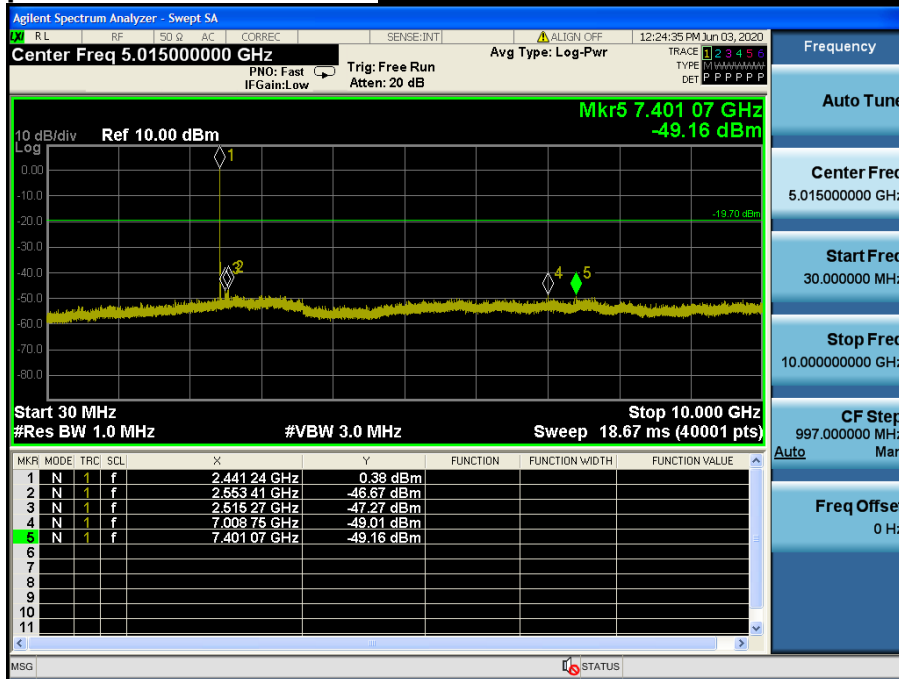 Agilent Spectrum Analyzer - Swept SA
LXI RL RF 50 Ω AC CORREC SENSE:INT ALIGN OFF 12:24:35 PM Jun 03, 2020
Center Freq 5.015000000 GHz
PNO: Fast
IFGain:Low
Trig: Free Run
Atten: 20 dB
Avg Type: Log-Pwr
TRACE 1 2 3 4 5 6
TYPE M
DET P P P P P P
Mkr5 7.401 07 GHz
-49.16 dBm
10 dB/div Ref 10.00 dBm
Log
0.00
-10.0
-20.0
-30.0
-40.0
-50.0
-60.0
-70.0
-80.0
1
-19.70 dBm
3 2
4 5
Start 30 MHz Stop 10.000 GHz
#Res BW 1.0 MHz #VBW 3.0 MHz Sweep 18.67 ms (40001 pts)
MKR MODE TRC SCL X Y FUNCTION FUNCTION WIDTH FUNCTION VALUE
1 N 1 f 2.441 24 GHz 0.38 dBm
2 N 1 f 2.553 41 GHz -46.67 dBm
3 N 1 f 2.515 27 GHz -47.27 dBm
4 N 1 f 7.008 75 GHz -49.01 dBm
5 N 1 f 7.401 07 GHz -49.16 dBm
6
7
8
9
10
11
MSG STATUS
Frequency
Auto Tune
Center Freq
5.015000000 GHz
Start Freq
30.000000 MHz
Stop Freq
10.000000000 GHz
CF Step
997.000000 MHz
Auto Man
Freq Offset
0 Hz